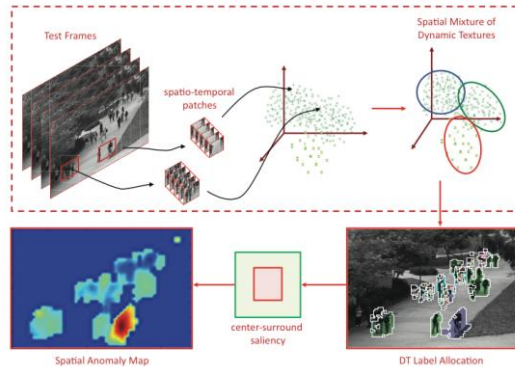 Test Frames
spatio-temporal
patches
Spatial Mixture of
Dynamic Textures
center-surround
saliency
Spatial Anomaly Map
DT Label Allocation